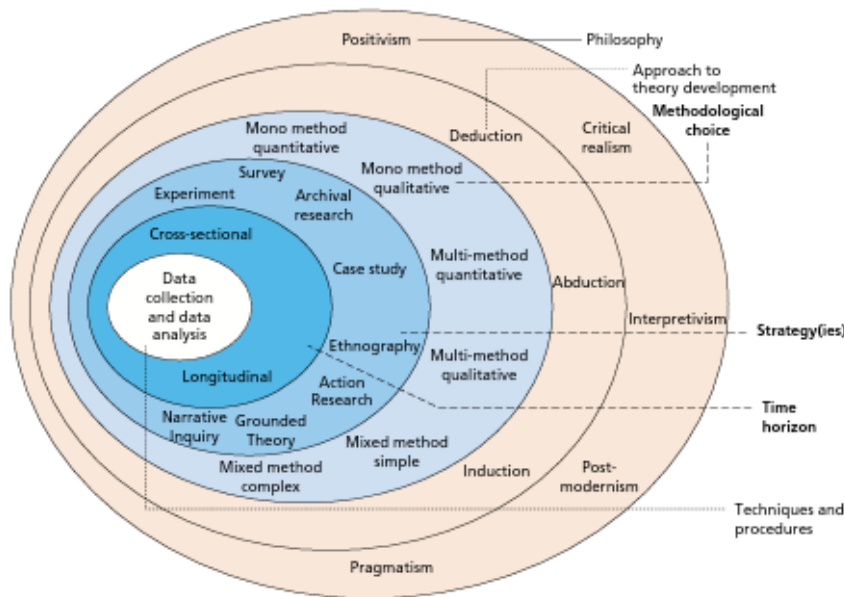 Positivism
Philosophy
Approach to
theory development
Methodological
choice
Mono method
quantitative
Deduction
Critical
realism
Mono method
qualitative
Survey
Experiment
Archival
research
Cross-sectional
Case study
Multi-method
quantitative
Data
collection
and data
analysis
Abduction
Interpretivism
Strategy(ies)
Ethnography
Multi-method
qualitative
Longitudinal
Action
Research
Time
horizon
Narrative
Inquiry
Grounded
Theory
Mixed method
simple
Mixed method
complex
Induction
Post-
modernism
Techniques and
procedures
Pragmatism